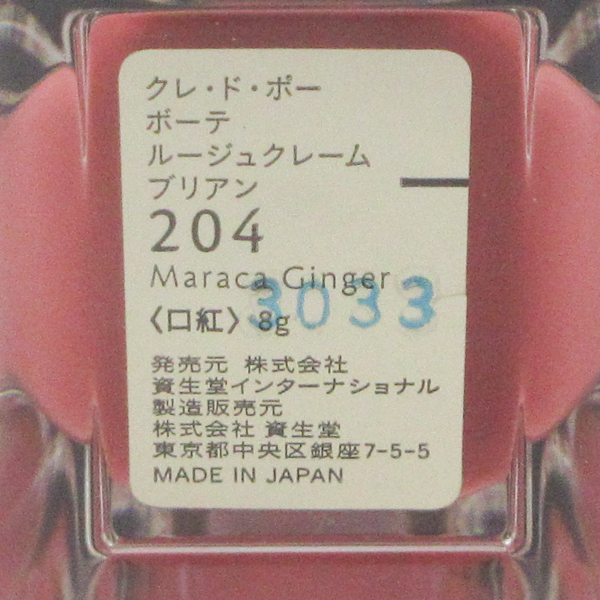 クレ・ド・ポー
ボーテ
ルージュクレーム
ブリアン
204
Maraca Ginger
3033
〈口紅〉 8g
発売元 株式会社
資生堂インターナショナル
製造販売元
株式会社 資生堂
東京都中央区銀座7-5-5
MADE IN JAPAN